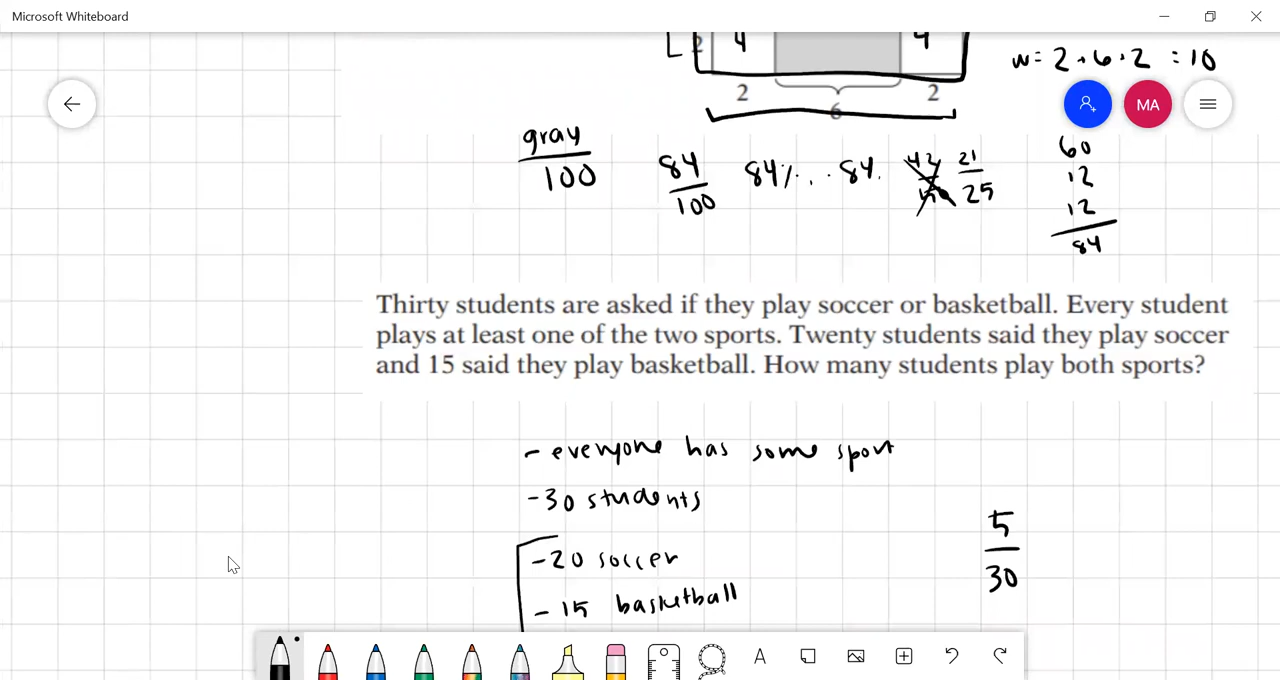 Microsoft Whiteboard
4 4
2 6 2
w= 2 + 6 + 2 = 10
MA
gray
100
84
100
84% .84
21
25
60
12
12
84
Thirty students are asked if they play soccer or basketball. Every student
plays at least one of the two sports. Twenty students said they play soccer
and 15 said they play basketball. How many students play both sports?
- everyone has some sport
- 30 students
- 20 soccer
- 15 basketball
5
30
A